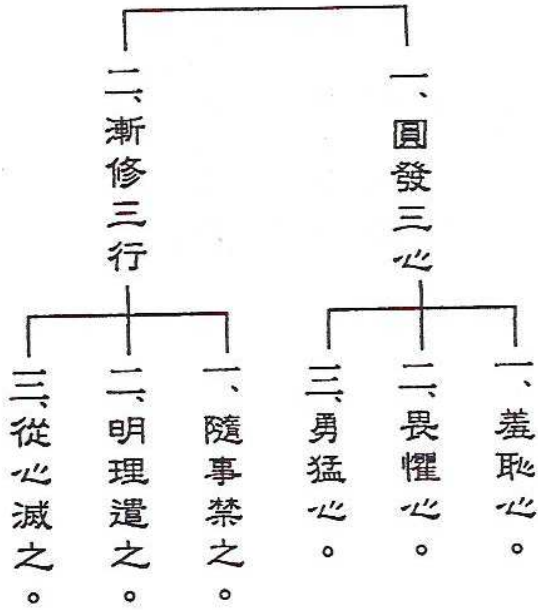 一、圓發三心
一、羞恥心。
二、畏懼心。
三、勇猛心。
二、漸修三行
一、隨事禁之。
二、明理遣之。
三、從心滅之。